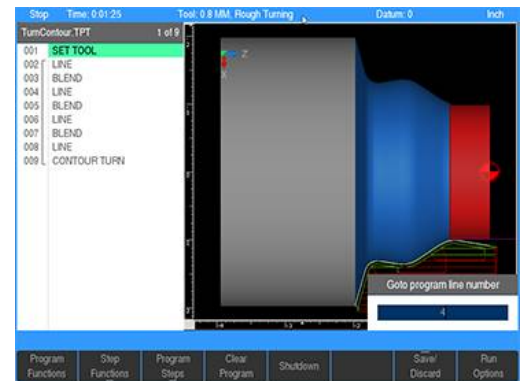 Stop Time: 0:01:25 Tool: 0.8 MM, Rough Turning Datum: 0 Inch
TurnContour.TPT 1 of 9
001 SET TOOL
002 LINE
003 BLEND
004 LINE
005 BLEND
006 LINE
007 BLEND
008 LINE
009 CONTOUR TURN
Z
X
Goto program line number
4
Program Functions
Step Functions
Program Steps
Clear Program
Shutdown
Save/ Discard
Run Options